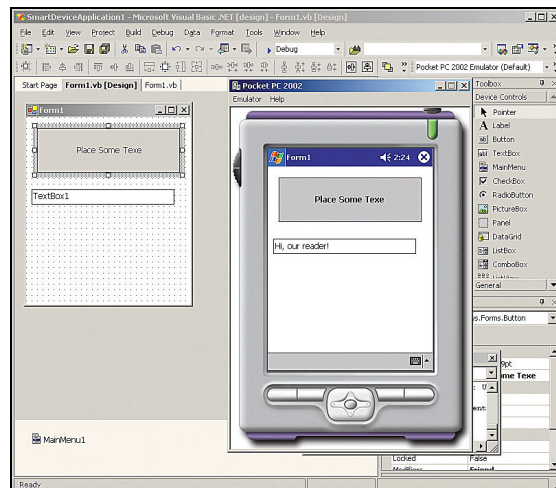 SmartDeviceApplication1 - Microsoft Visual Basic .NET [design] - Form1.vb [Design]
File Edit View Project Build Debug Data Format Tools Window Help
Debug
Pocket PC 2002 Emulator (Default)
Start Page Form1.vb [Design] Form1.vb
Form1
Place Some Texe
TextBox1
MainMenu1
Pocket PC 2002
Emulator Help
Form1 2:24
Place Some Texe
Hi, our reader!
Toolbox
Device Controls
Pointer
Label
Button
TextBox
MainMenu
CheckBox
RadioButton
PictureBox
Panel
DataGrid
ListBox
ComboBox
General
s.Forms.Button
9pt
me Texe
Locked False
Ready